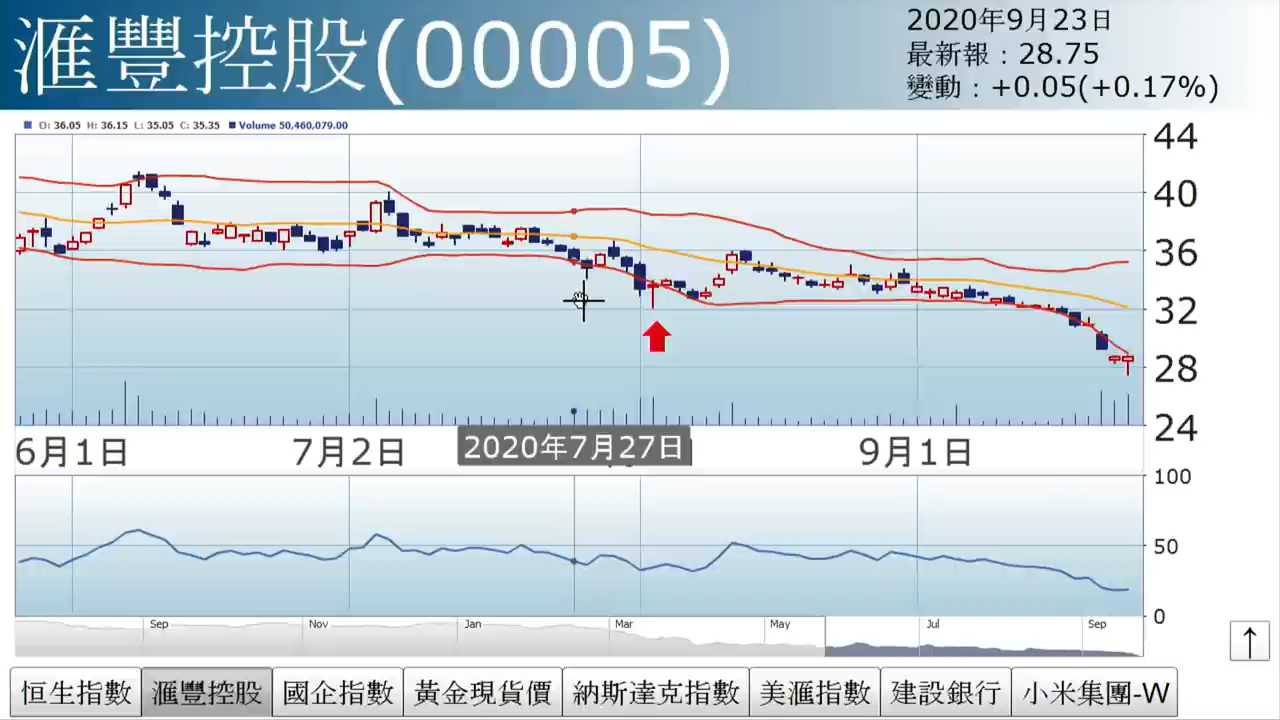 滙豐控股(00005)
2020年9月23日
最新報：28.75
變動：+0.05(+0.17%)
O: 36.05 H: 36.15 L: 35.05 C: 35.35 Volume 50,460,079.00
44
40
36
32
28
24
6月1日 7月2日 2020年7月27日 9月1日
100
50
0
Sep Nov Jan Mar May Jul Sep
↑
恒生指數 滙豐控股 國企指數 黃金現貨價 納斯達克指數 美滙指數 建設銀行 小米集團-W